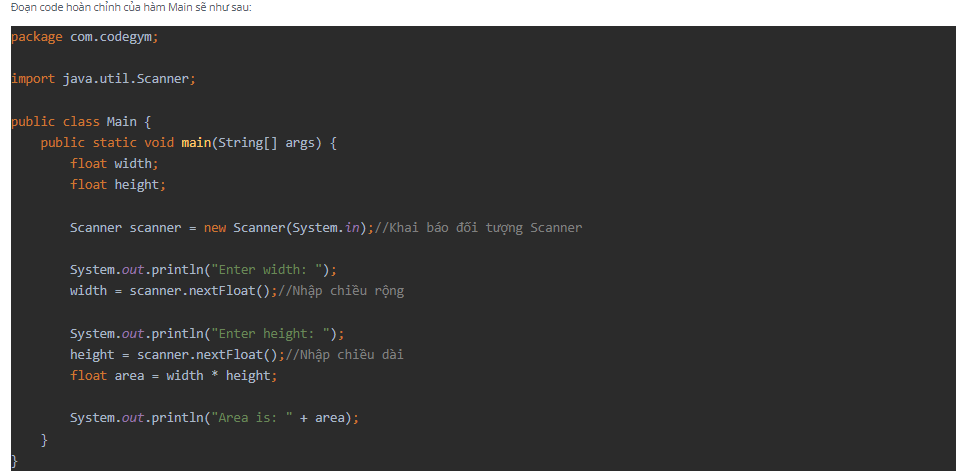 Đoạn code hoàn chỉnh của hàm Main sẽ như sau:
package com.codegym;
import java.util.Scanner;
public class Main {
public static void main(String[] args) {
float width;
float height;
Scanner scanner = new Scanner(System.in);//Khai báo đối tượng Scanner
System.out.println("Enter width: ");
width = scanner.nextFloat();//Nhập chiều rộng
System.out.println("Enter height: ");
height = scanner.nextFloat();//Nhập chiều dài
float area = width * height;
System.out.println("Area is: " + area);
}
}